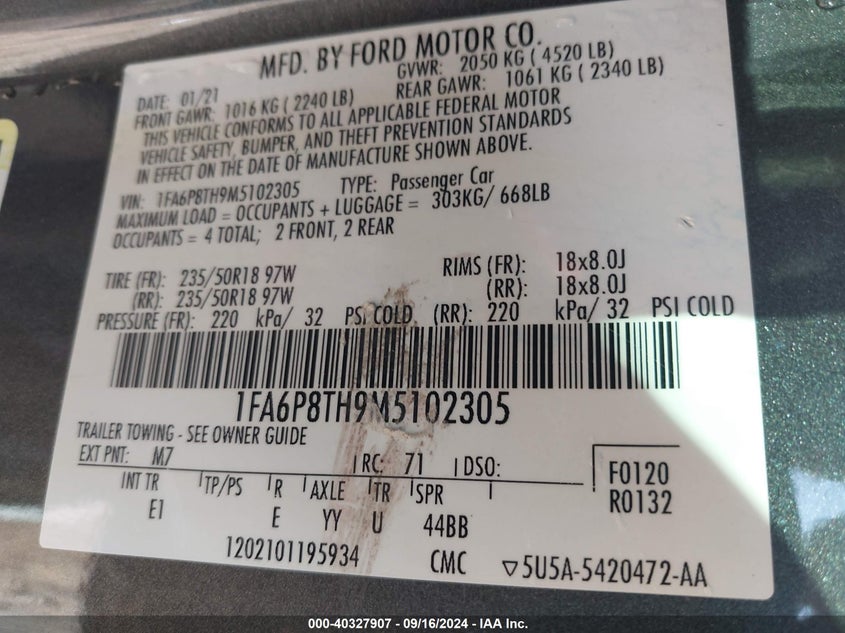 MFD. BY FORD MOTOR CO.
DATE: 01/21 GVWR: 2050 KG ( 4520 LB)
FRONT GAWR: 1016 KG ( 2240 LB) REAR GAWR: 1061 KG ( 2340 LB)
THIS VEHICLE CONFORMS TO ALL APPLICABLE FEDERAL MOTOR
VEHICLE SAFETY, BUMPER, AND THEFT PREVENTION STANDARDS
IN EFFECT ON THE DATE OF MANUFACTURE SHOWN ABOVE.
VIN: 1FA6P8TH9M5102305 TYPE: Passenger Car
MAXIMUM LOAD = OCCUPANTS + LUGGAGE = 303KG/ 668LB
OCCUPANTS = 4 TOTAL; 2 FRONT, 2 REAR
TIRE (FR): 235/50R18 97W RIMS (FR): 18x8.0J
(RR): 235/50R18 97W (RR): 18x8.0J
PRESSURE (FR): 220 kPa/ 32 PSI COLD (RR): 220 kPa/ 32 PSI COLD
1FA6P8TH9M5102305
TRAILER TOWING - SEE OWNER GUIDE
EXT PNT: M7 RC: 71 DSO: F0120
INT TR TP/PS R AXLE TR SPR R0132
E1 E YY U 44BB
1202101195934 CMC ▽5U5A-5420472-AA
000-40327907 - 09/16/2024 - IAA Inc.